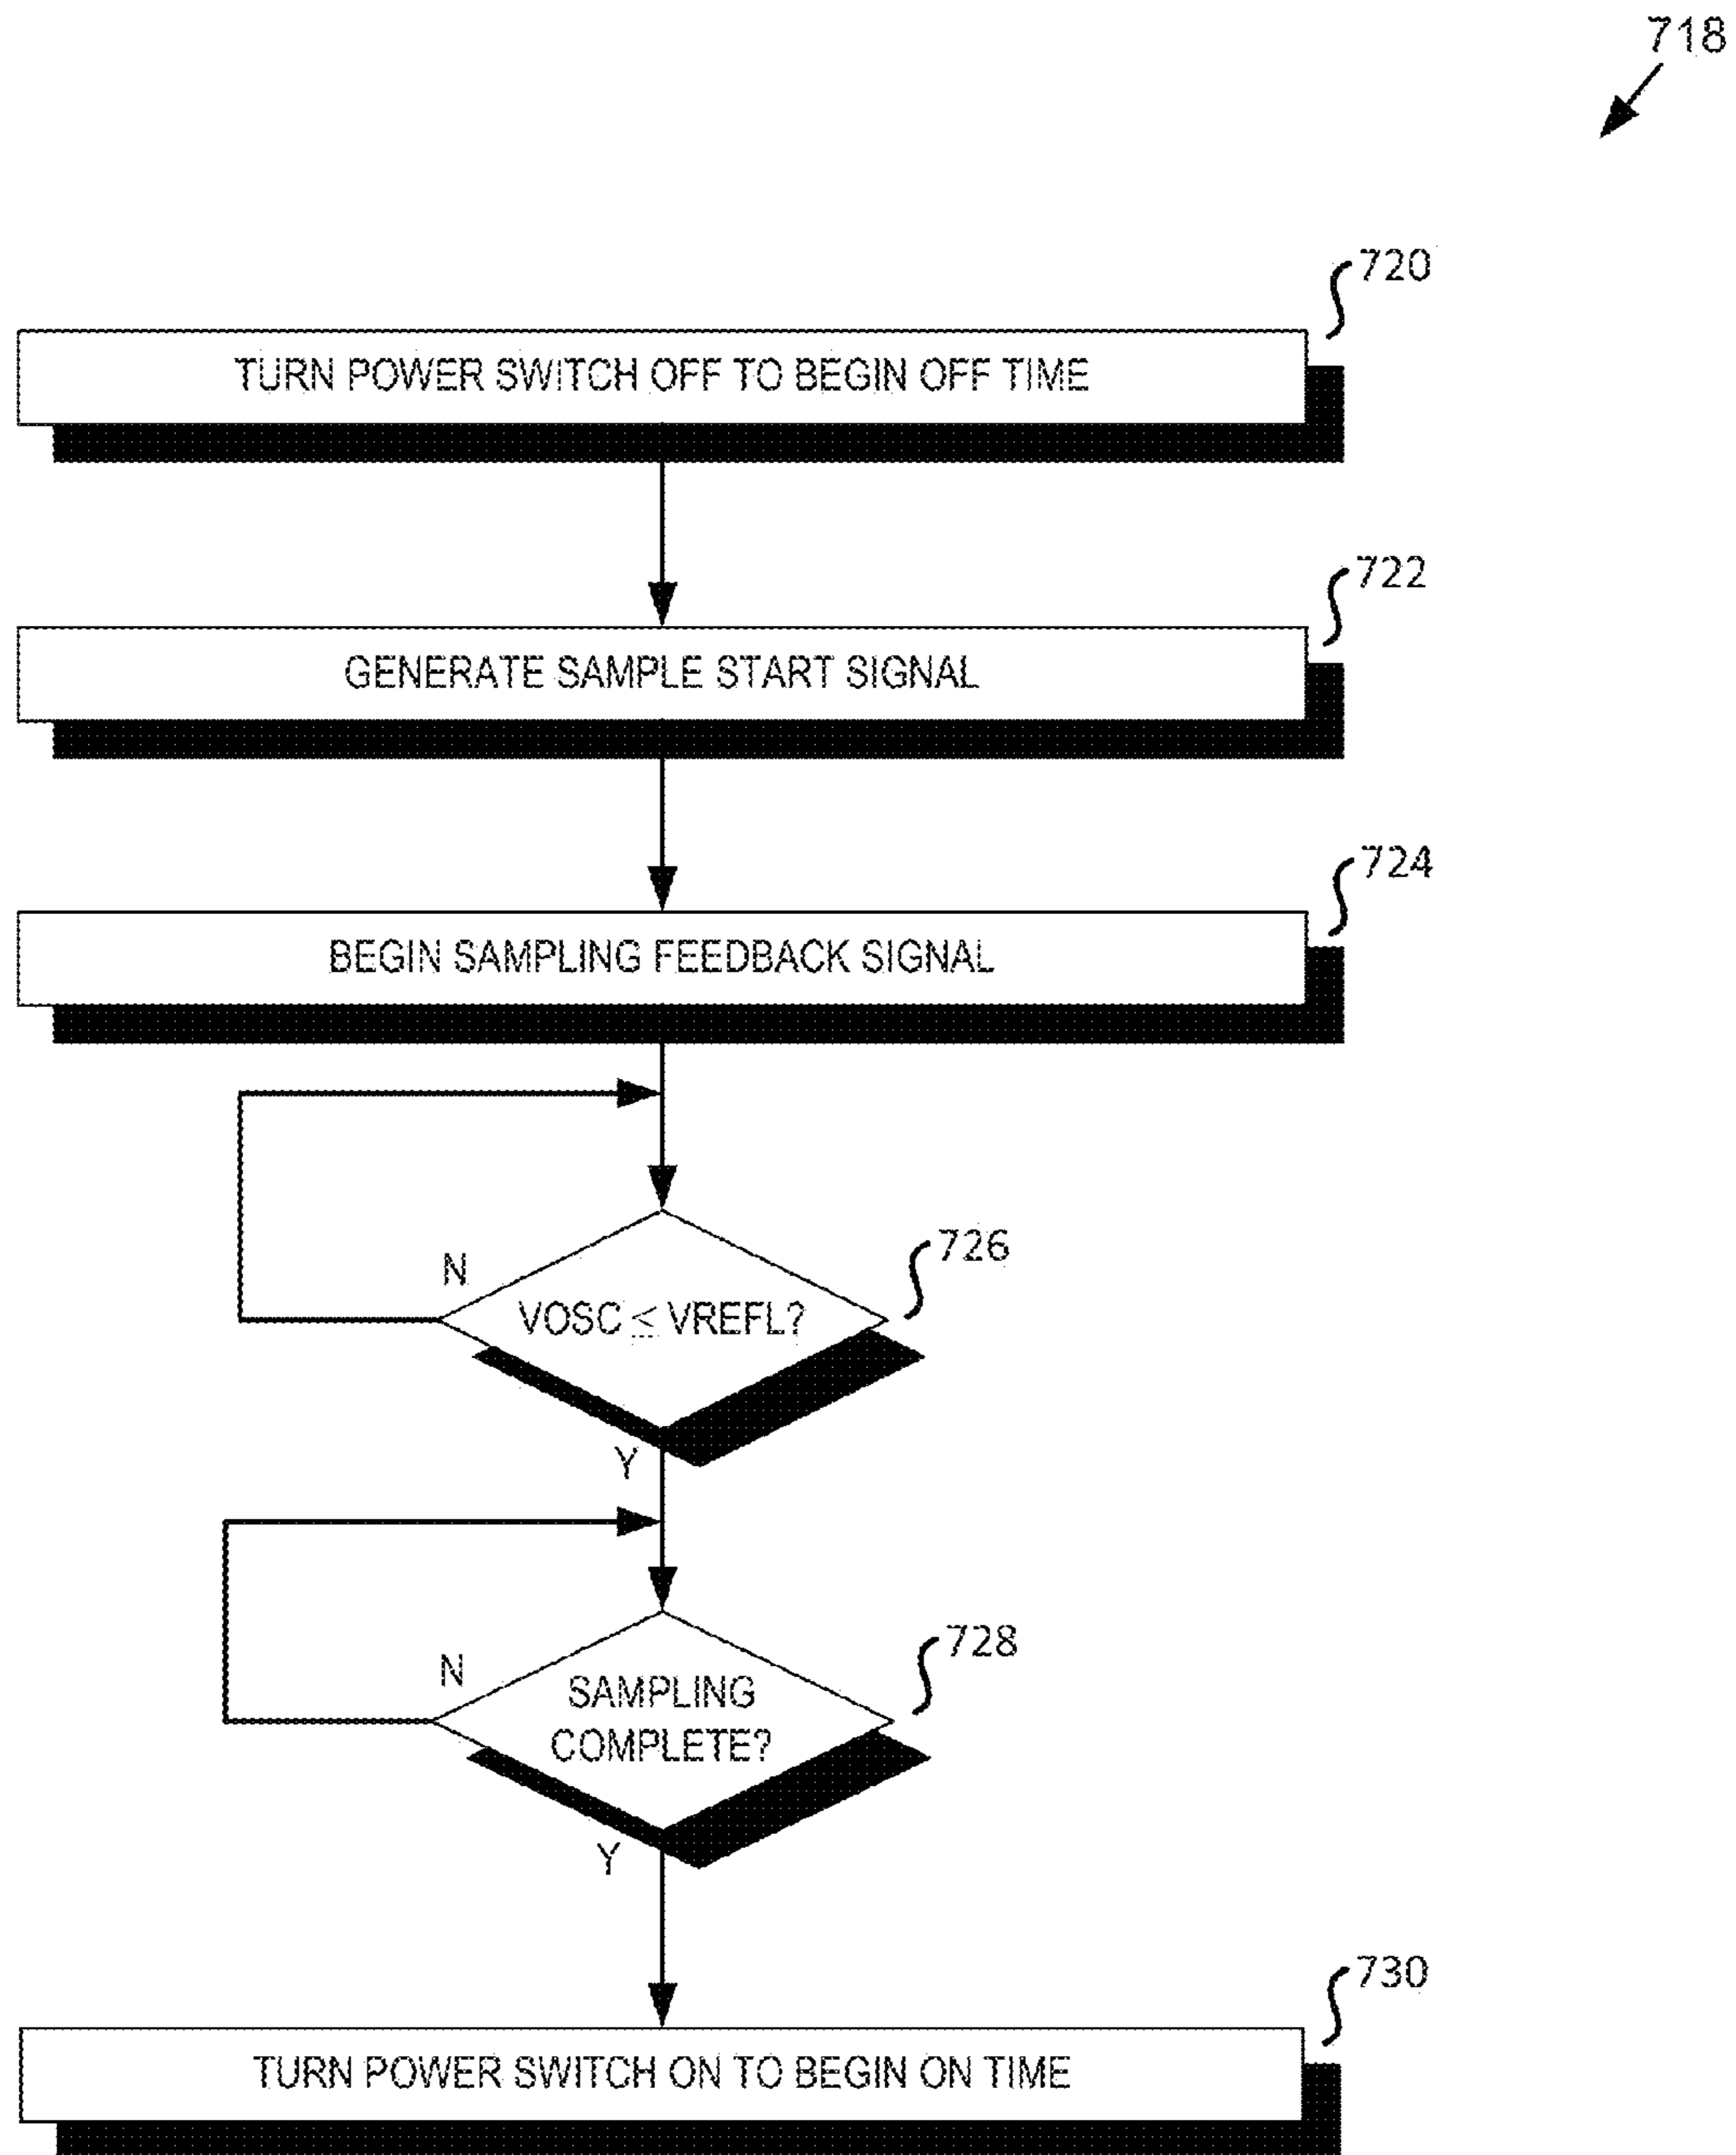 718
720
TURN POWER SWITCH OFF TO BEGIN OFF TIME
722
GENERATE SAMPLE START SIGNAL
724
BEGIN SAMPLING FEEDBACK SIGNAL
726
N
VOSC ≤ VREFL?
Y
728
N
SAMPLING
COMPLETE?
Y
730
TURN POWER SWITCH ON TO BEGIN ON TIME